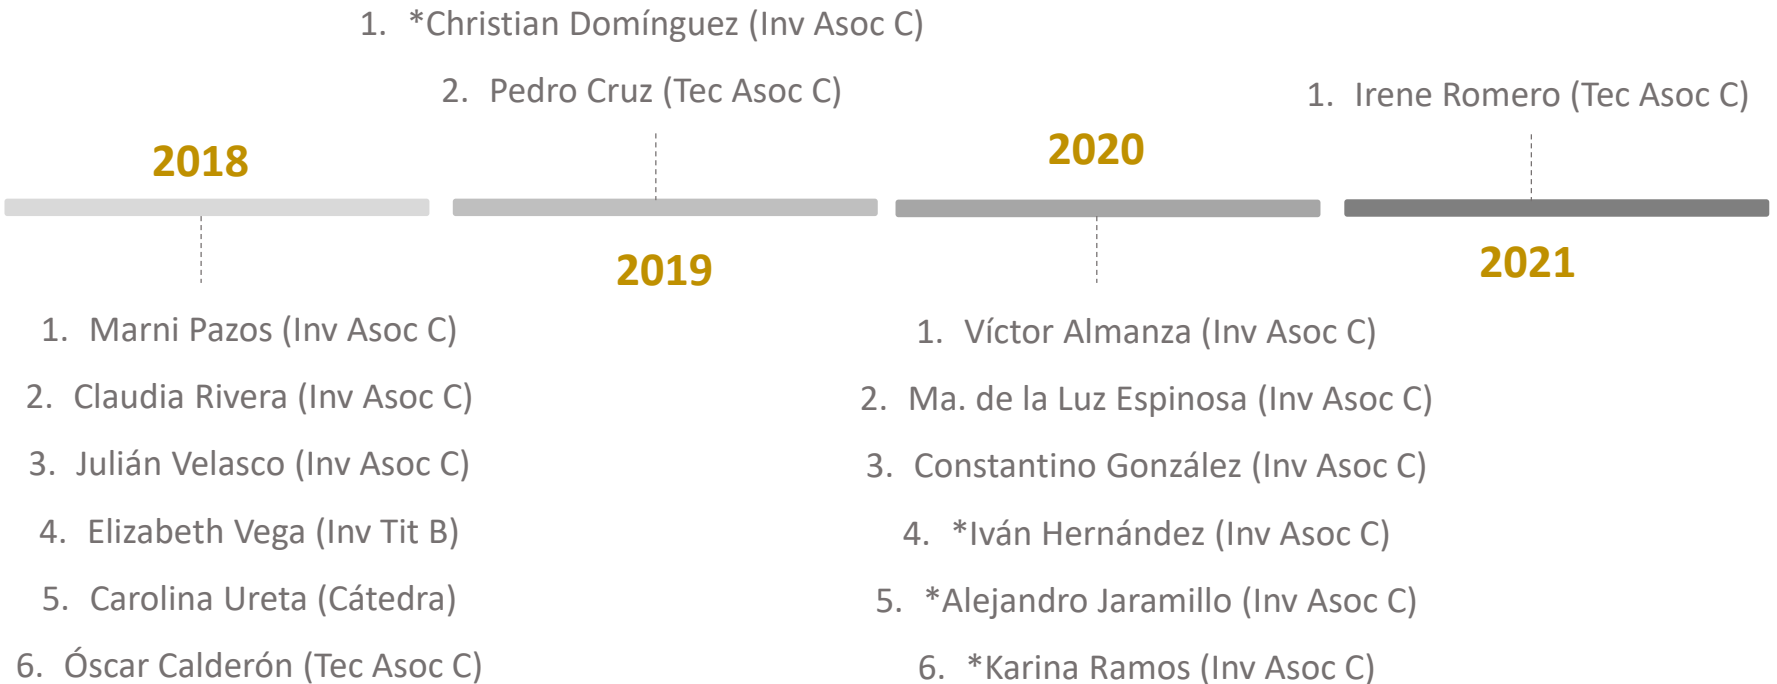 2018
1. Marni Pazos (Inv Asoc C)
2. Claudia Rivera (Inv Asoc C)
3. Julián Velasco (Inv Asoc C)
4. Elizabeth Vega (Inv Tit B)
5. Carolina Ureta (Cátedra)
6. Óscar Calderón (Tec Asoc C)
1. *Christian Domínguez (Inv Asoc C)
2. Pedro Cruz (Tec Asoc C)
2019
2020
1. Víctor Almanza (Inv Asoc C)
2. Ma. de la Luz Espinosa (Inv Asoc C)
3. Constantino González (Inv Asoc C)
4. *Iván Hernández (Inv Asoc C)
5. *Alejandro Jaramillo (Inv Asoc C)
6. *Karina Ramos (Inv Asoc C)
1. Irene Romero (Tec Asoc C)
2021